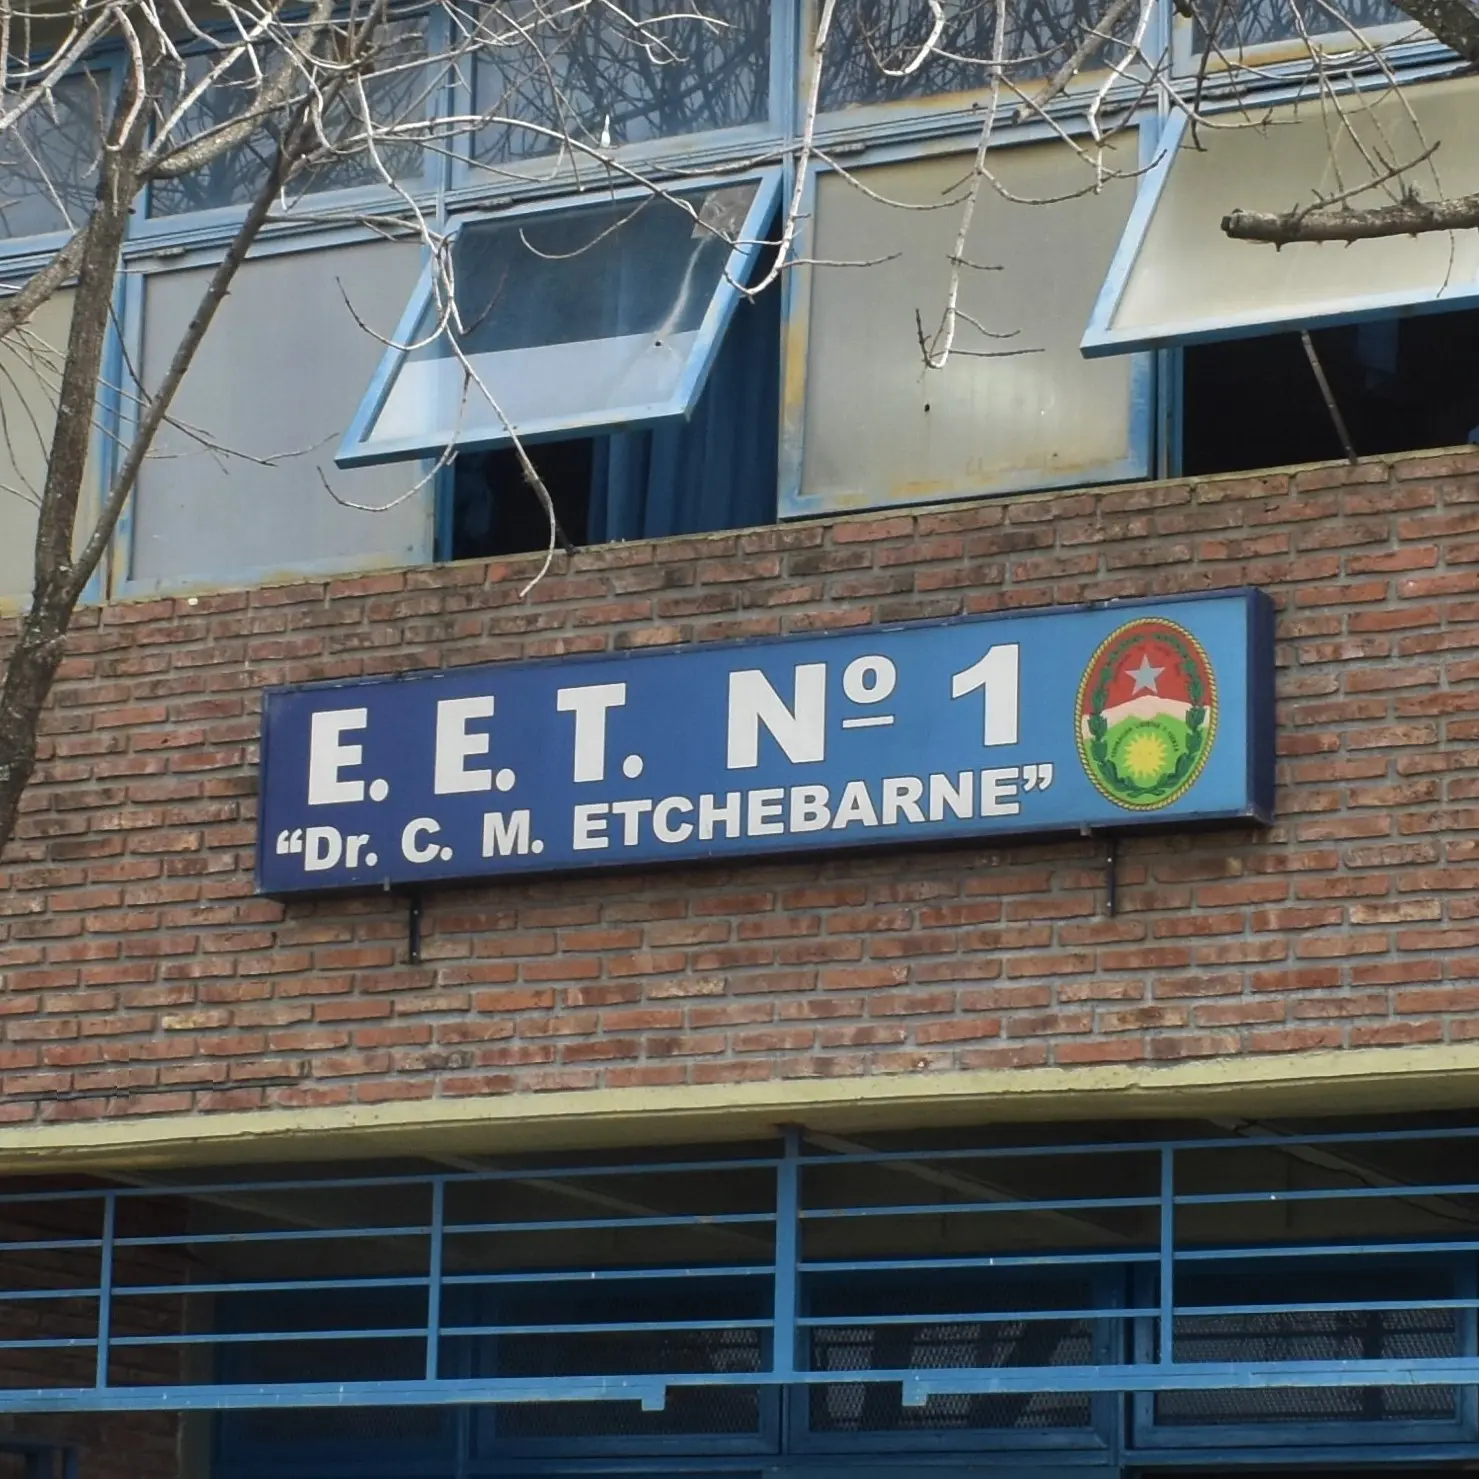 E. E. T. Nº 1
“Dr. C. M. ETCHEBARNE”